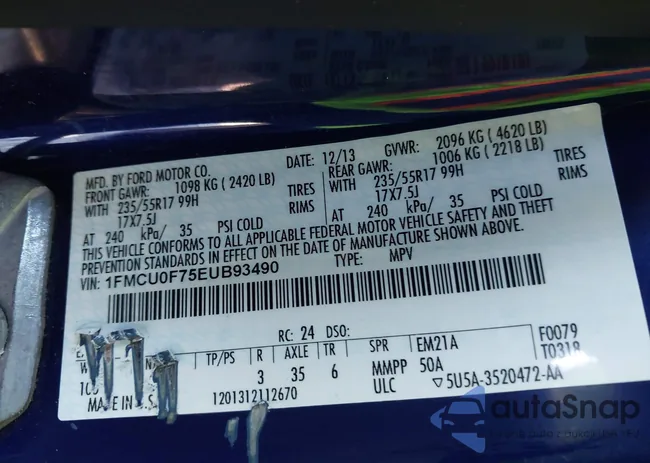 MFD. BY FORD MOTOR CO.
DATE: 12/13 GVWR: 2096 KG ( 4620 LB)
FRONT GAWR: 1098 KG ( 2420 LB)
REAR GAWR: 1006 KG ( 2218 LB)
WITH 235/55R17 99H TIRES
WITH 235/55R17 99H TIRES
17X7.5J RIMS
17X7.5J RIMS
AT 240 kPa/ 35 PSI COLD
AT 240 kPa/ 35 PSI COLD
THIS VEHICLE CONFORMS TO ALL APPLICABLE FEDERAL MOTOR VEHICLE SAFETY AND THEFT
PREVENTION STANDARDS IN EFFECT ON THE DATE OF MANUFACTURE SHOWN ABOVE.
VIN: 1FMCU0F75EUB93490 TYPE: MPV
RC: 24 DSO:
TP/PS R AXLE TR SPR EM21A F0079
3 35 6 MMPP 50A T0318
MADE IN
1201312112670 ULC ▽5U5A-3520472-AA
autaSnap